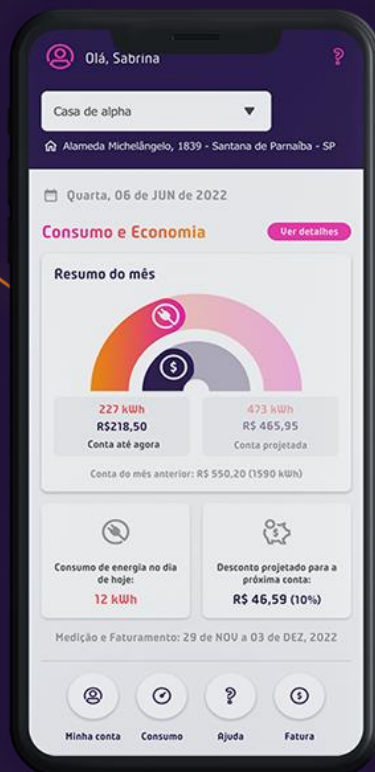 Olá, Sabrina
?
Casa de alpha
Alameda Michelângelo, 1839 - Santana de Parnaíba - SP
Quarta, 06 de JUN de 2022
Consumo e Economia
Ver detalhes
Resumo do mês
$
227 kWh
R$218,50
Conta até agora
473 kWh
R$ 465,95
Conta projetada
Conta do mês anterior: R$ 550,20 (1590 kWh)
Consumo de energia no dia
de hoje:
12 kWh
$
Desconto projetado para a
próxima conta:
R$ 46,59 (10%)
Medição e Faturamento: 29 de NOV a 03 de DEZ, 2022
?
$
Minha conta
Consumo
Ajuda
Fatura